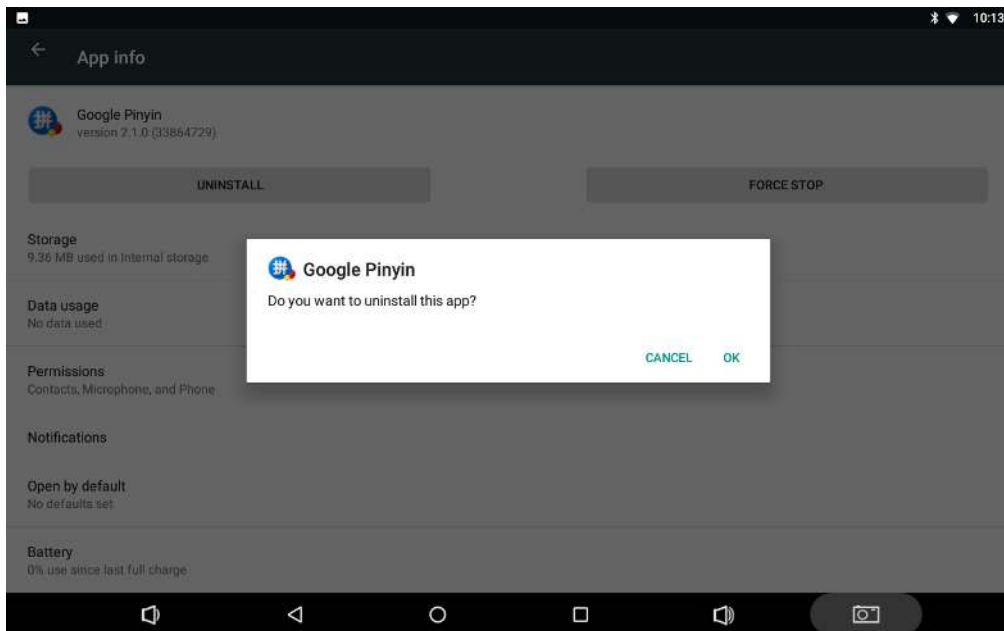 10:13
App info
Google Pinyin
version 2.1.0 (33864729)
UNINSTALL
FORCE STOP
Storage
9.36 MB used in Internal storage
Data usage
No data used
Permissions
Contacts, Microphone, and Phone
Notifications
Open by default
No defaults set
Battery
0% use since last full charge
拼
Google Pinyin
Do you want to uninstall this app?
CANCEL
OK